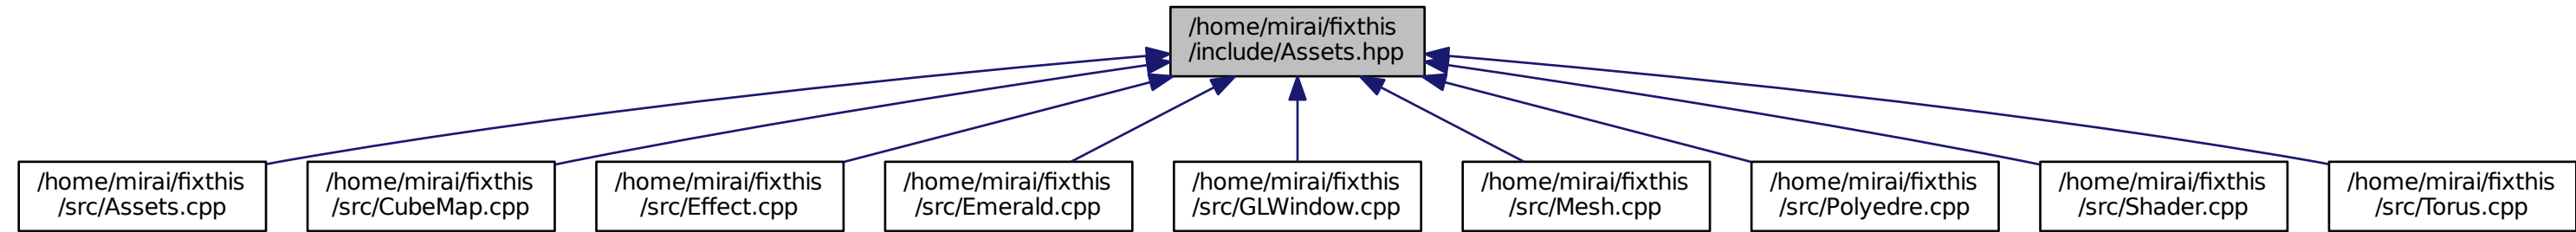 /home/mirai/fixthis
/include/Assets.hpp
/home/mirai/fixthis
/src/Assets.cpp
/home/mirai/fixthis
/src/CubeMap.cpp
/home/mirai/fixthis
/src/Effect.cpp
/home/mirai/fixthis
/src/Emerald.cpp
/home/mirai/fixthis
/src/GLWindow.cpp
/home/mirai/fixthis
/src/Mesh.cpp
/home/mirai/fixthis
/src/Polyedre.cpp
/home/mirai/fixthis
/src/Shader.cpp
/home/mirai/fixthis
/src/Torus.cpp